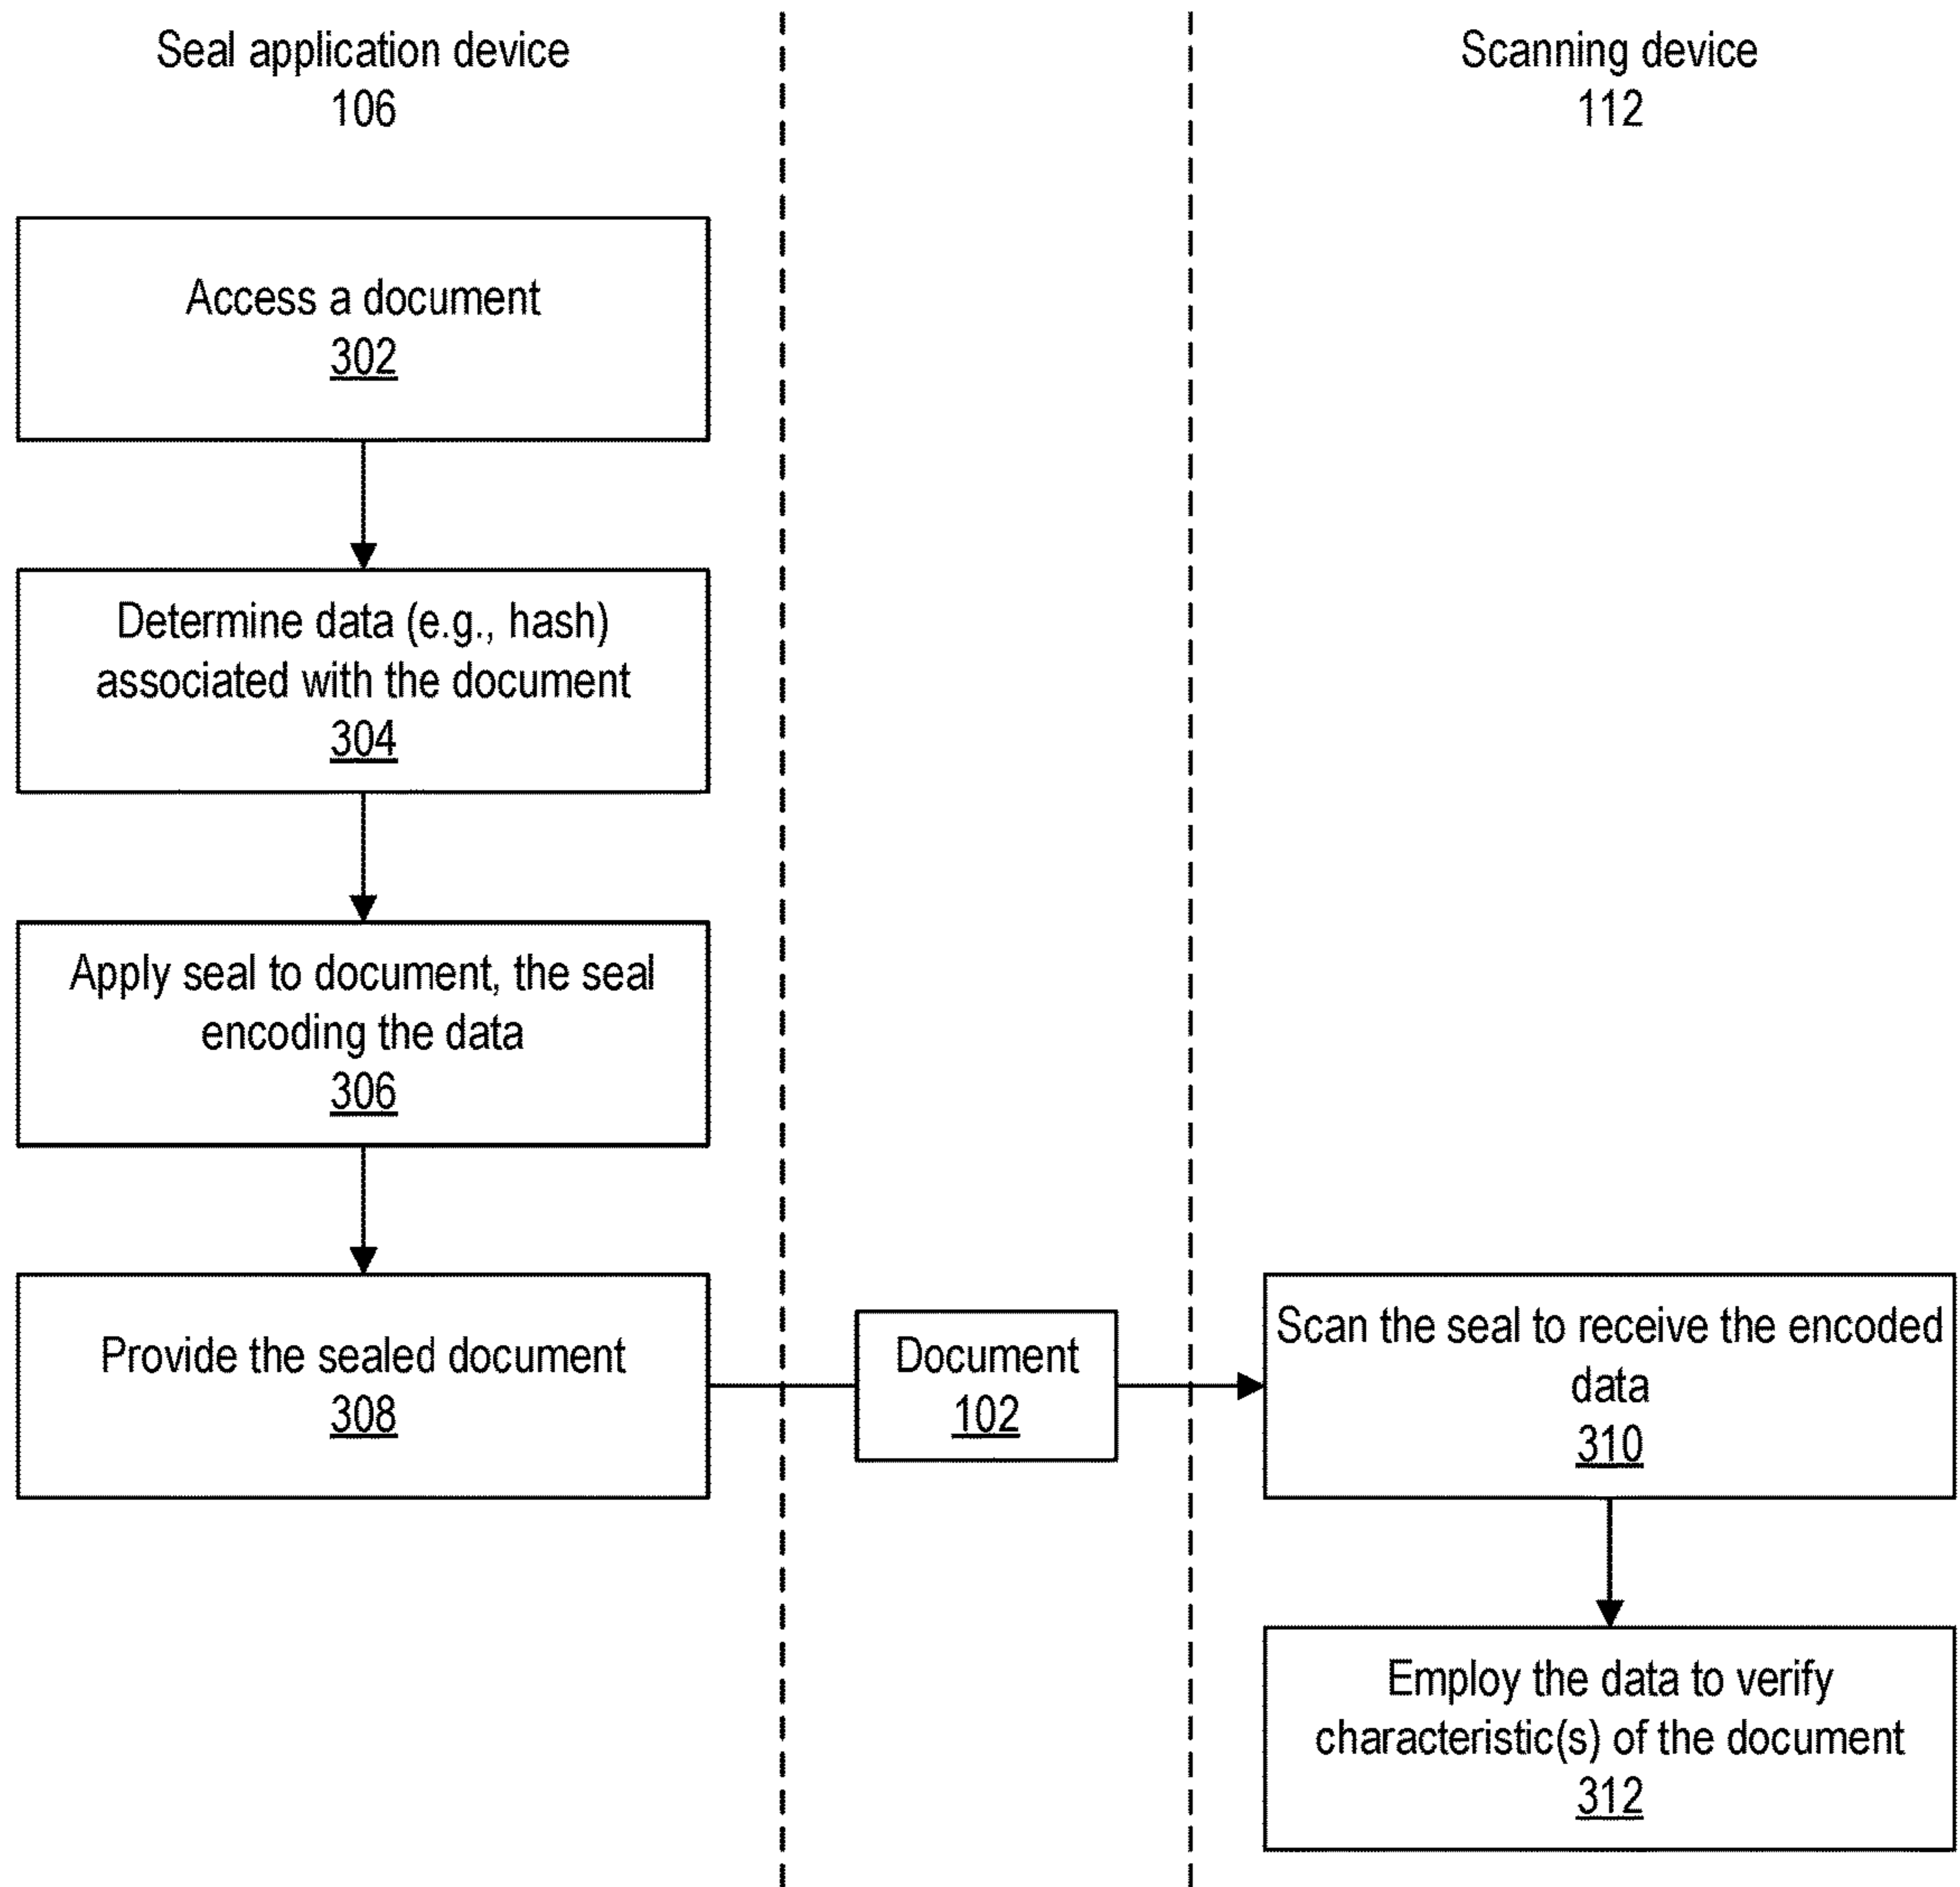 Seal application device
106
Scanning device
112
Access a document
302
Determine data (e.g., hash)
associated with the document
304
Apply seal to document, the seal
encoding the data
306
Provide the sealed document
308
Document
102
Scan the seal to receive the encoded
data
310
Employ the data to verify
characteristic(s) of the document
312